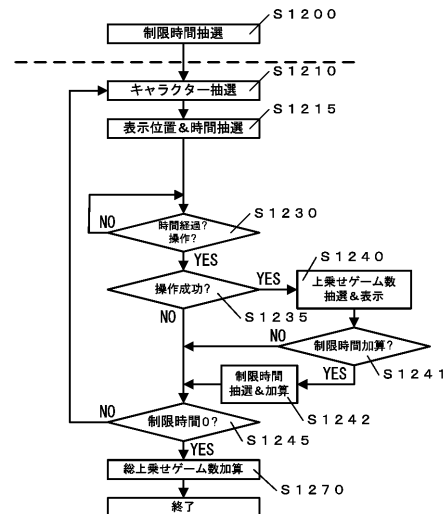 S1200
制限時間抽選
S1210
キャラクター抽選
S1215
表示位置&時間抽選
NO
時間経過?
操作?
S1230
YES
S1240
操作成功?
YES
上乗せゲーム数
抽選&表示
S1235
NO
NO
制限時間加算?
YES
S1241
制限時間
抽選&加算
S1242
NO
制限時間0?
S1245
YES
総上乗せゲーム数加算
S1270
終了